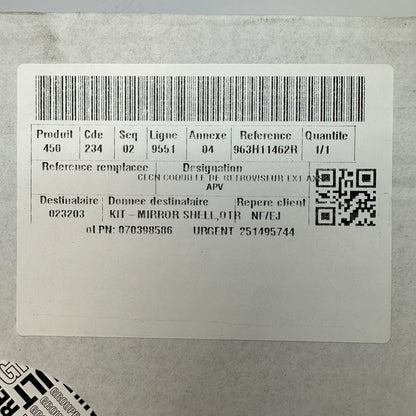 Produit Cde Seq Ligne Annexe Reference Quantite
450 234 02 9551 04 963H11462R 1/1
Reference remplacee Designation
COQUILLE DE RETROVISEUR EXT
APV
Destinataire Donnee destinataire Repere client
023203 KIT - MIRROR SHELL,OTR NF/EJ
oLPN: 070398586 URGENT 251495744
GROUP